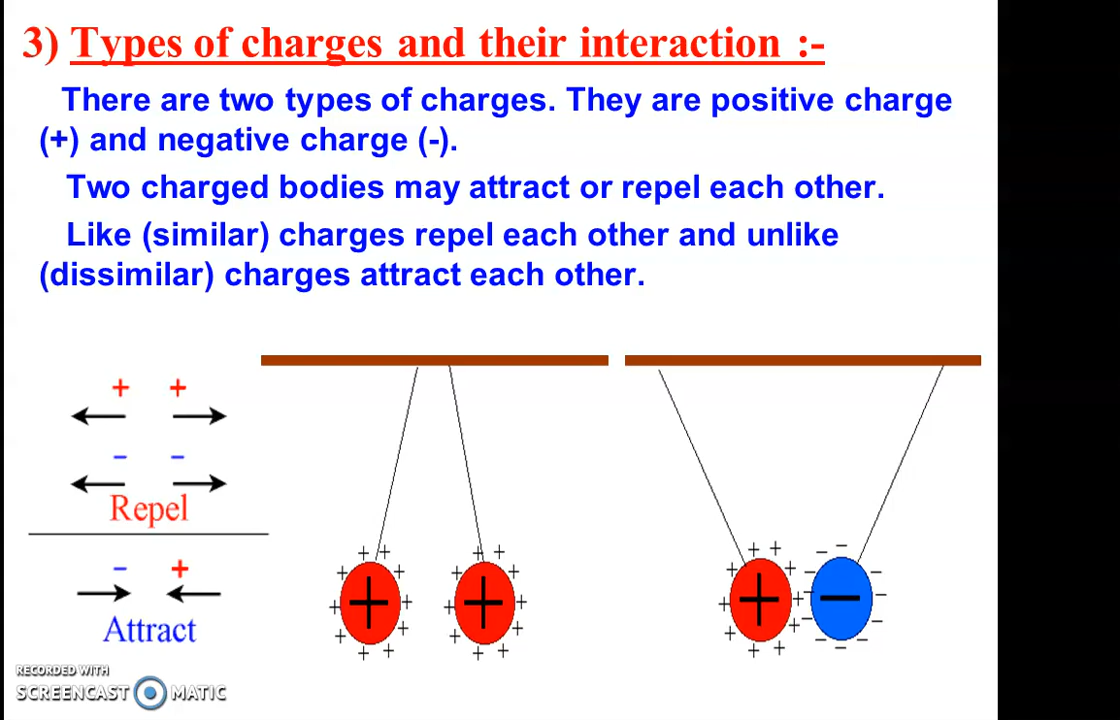 3) Types of charges and their interaction :-
There are two types of charges. They are positive charge
(+) and negative charge (-).
Two charged bodies may attract or repel each other.
Like (similar) charges repel each other and unlike
(dissimilar) charges attract each other.
+ +
- -
Repel
- +
Attract
+ +
+ -
RECORDED WITH
SCREENCAST MATIC